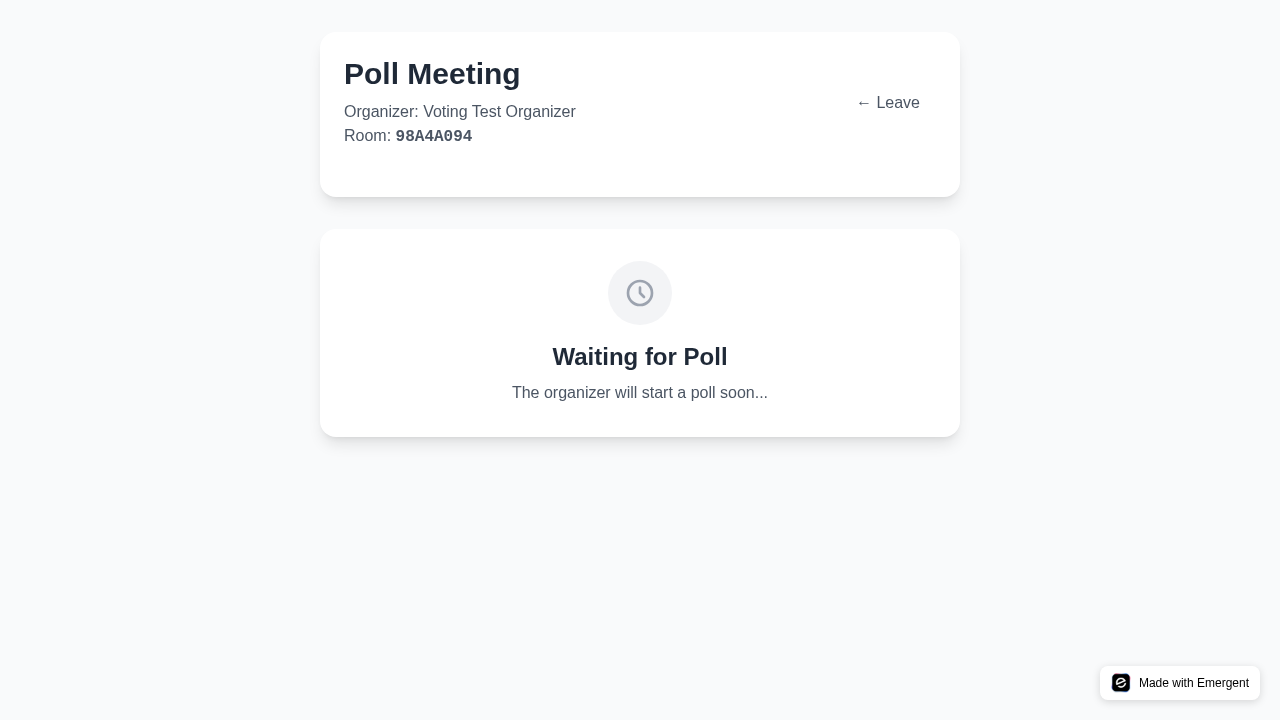 Poll Meeting
Organizer: Voting Test Organizer
Room: 98A4A094
← Leave
Waiting for Poll
The organizer will start a poll soon...
Made with Emergent